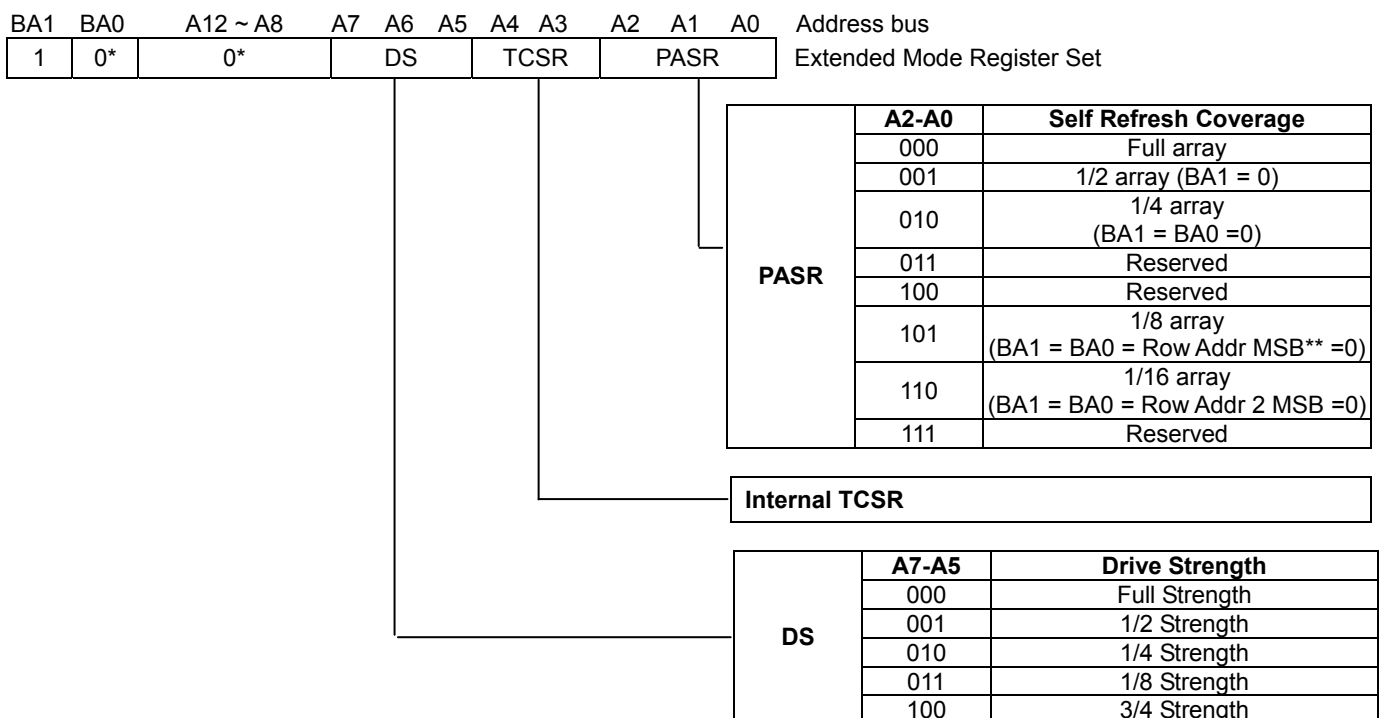 BA1 BA0 A12 ~ A8 A7 A6 A5 A4 A3 A2 A1 A0 Address bus
1 0* 0* DS TCSR PASR Extended Mode Register Set
PASR
A2-A0 Self Refresh Coverage
000 Full array
001 1/2 array (BA1 = 0)
010 1/4 array
(BA1 = BA0 =0)
011 Reserved
100 Reserved
101 1/8 array
(BA1 = BA0 = Row Addr MSB** =0)
110 1/16 array
(BA1 = BA0 = Row Addr 2 MSB =0)
111 Reserved
Internal TCSR
DS
A7-A5 Drive Strength
000 Full Strength
001 1/2 Strength
010 1/4 Strength
011 1/8 Strength
100 3/4 Strength